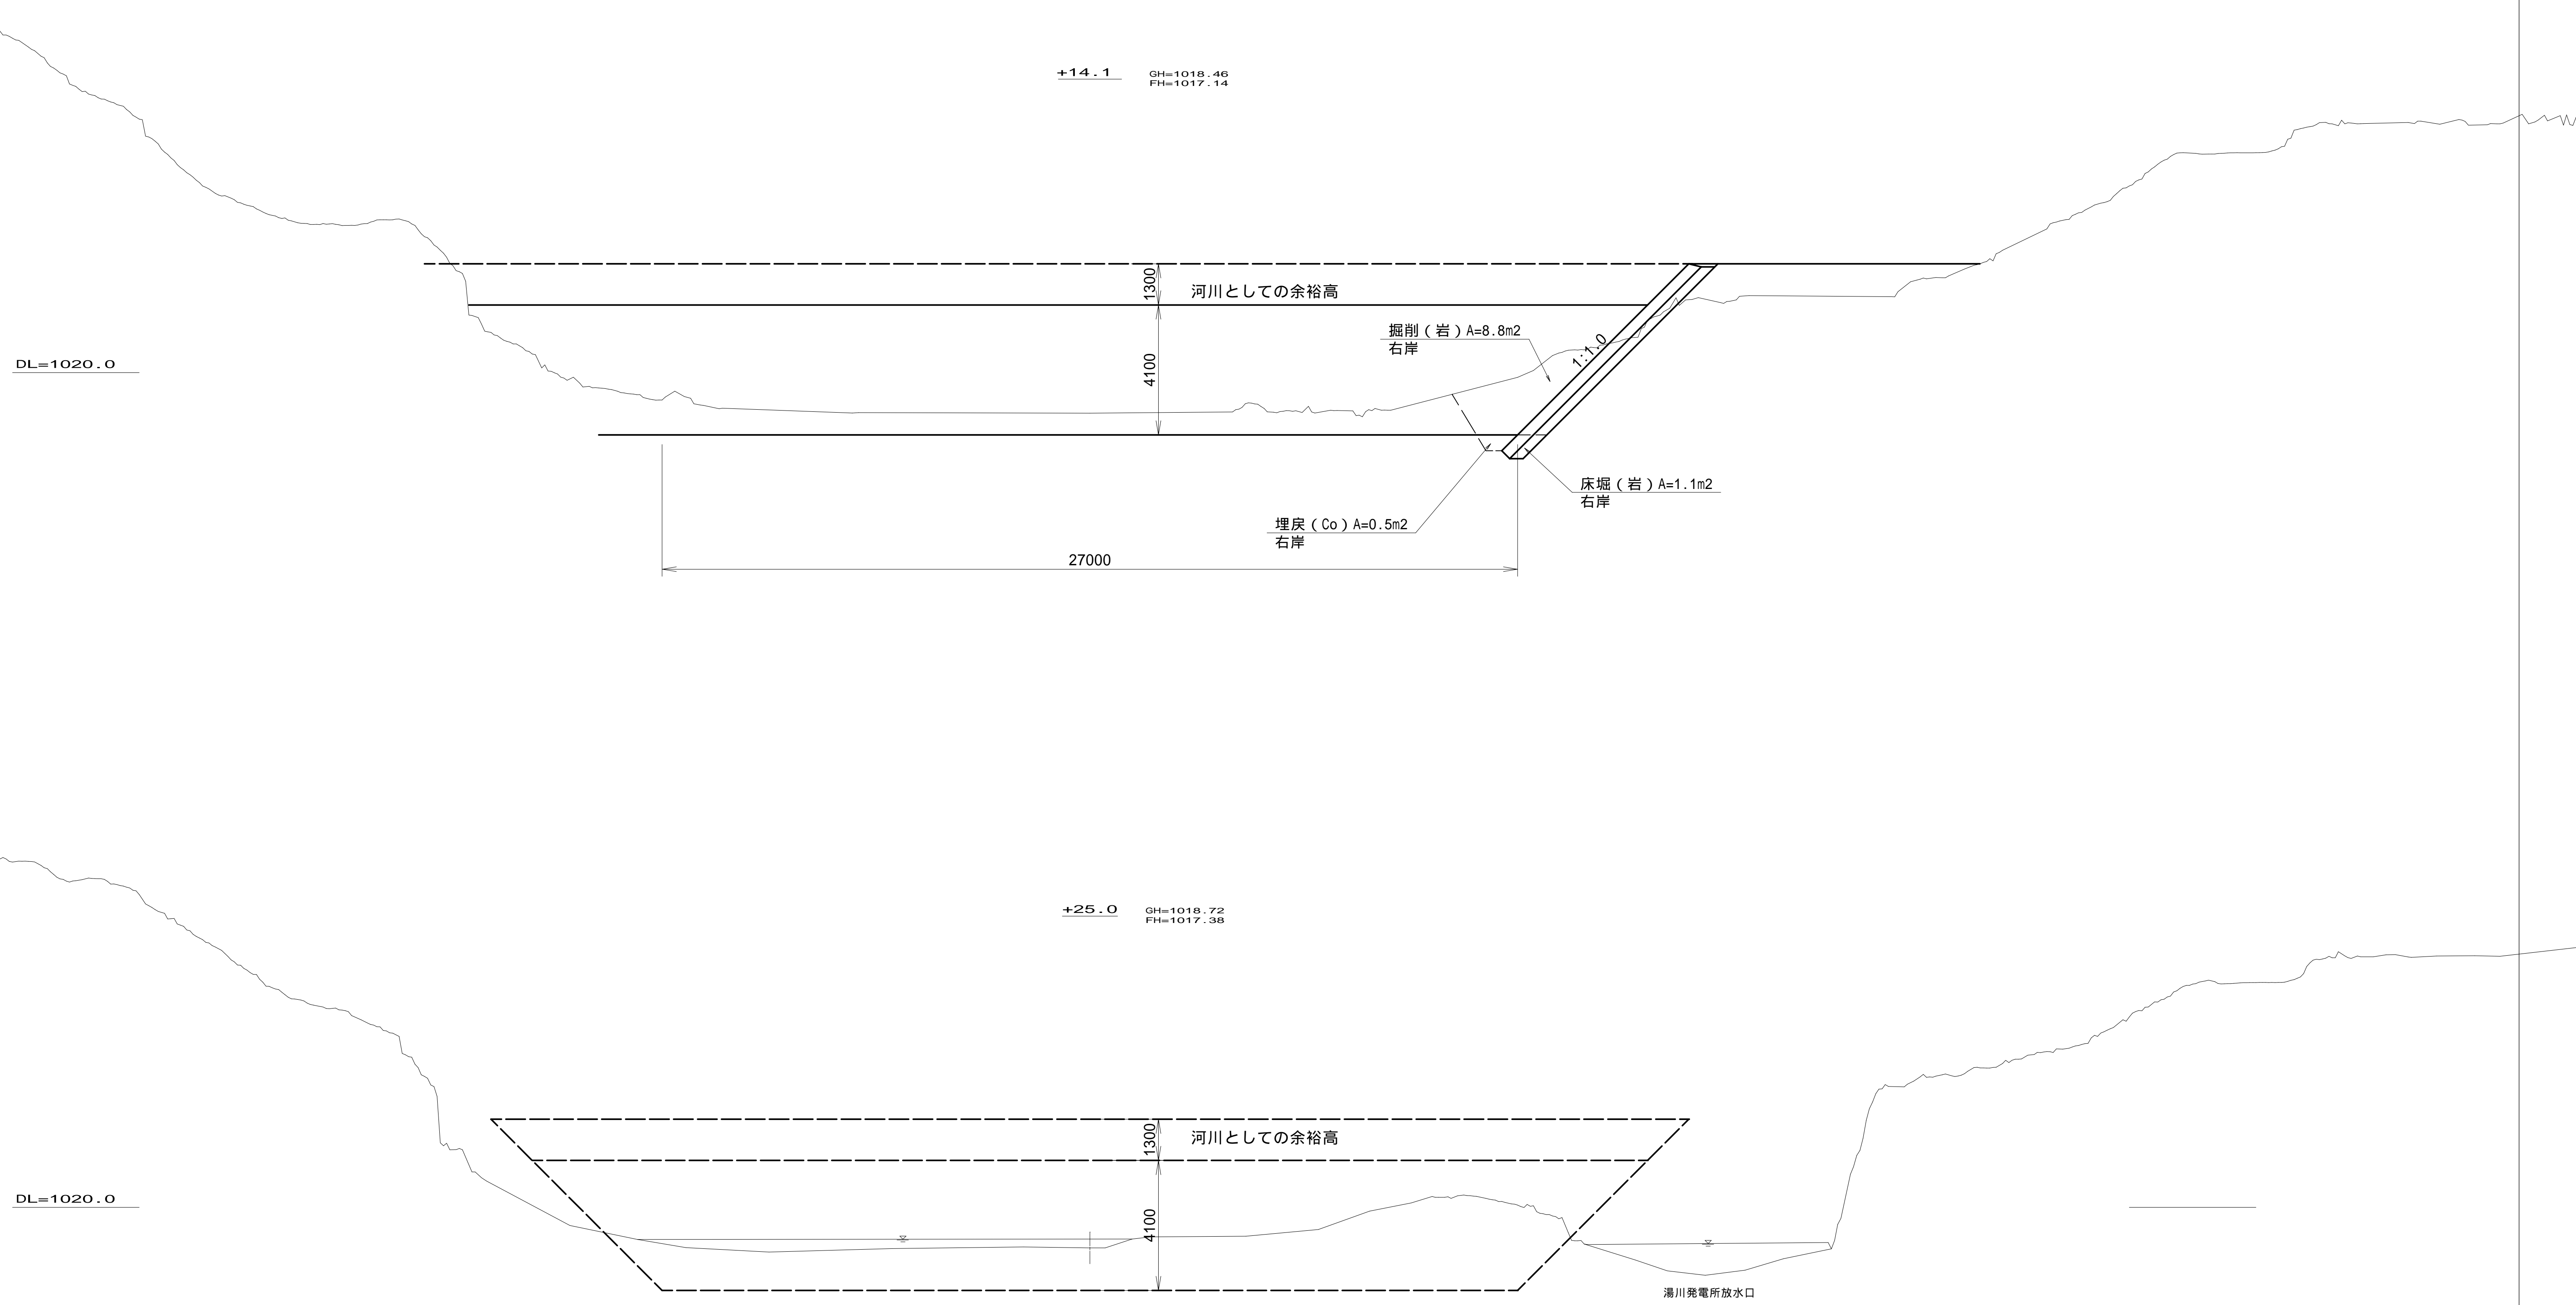 +14.1 GH=1018.46
FH=1017.14
1300
河川としての余裕高
掘削（岩）A=8.8m2
右岸
1:1.0
DL=1020.0
4100
床堀（岩）A=1.1m2
右岸
埋戻（Co）A=0.5m2
右岸
27000
+25.0 GH=1018.72
FH=1017.38
1300
河川としての余裕高
DL=1020.0
4100
湯川発電所放水口